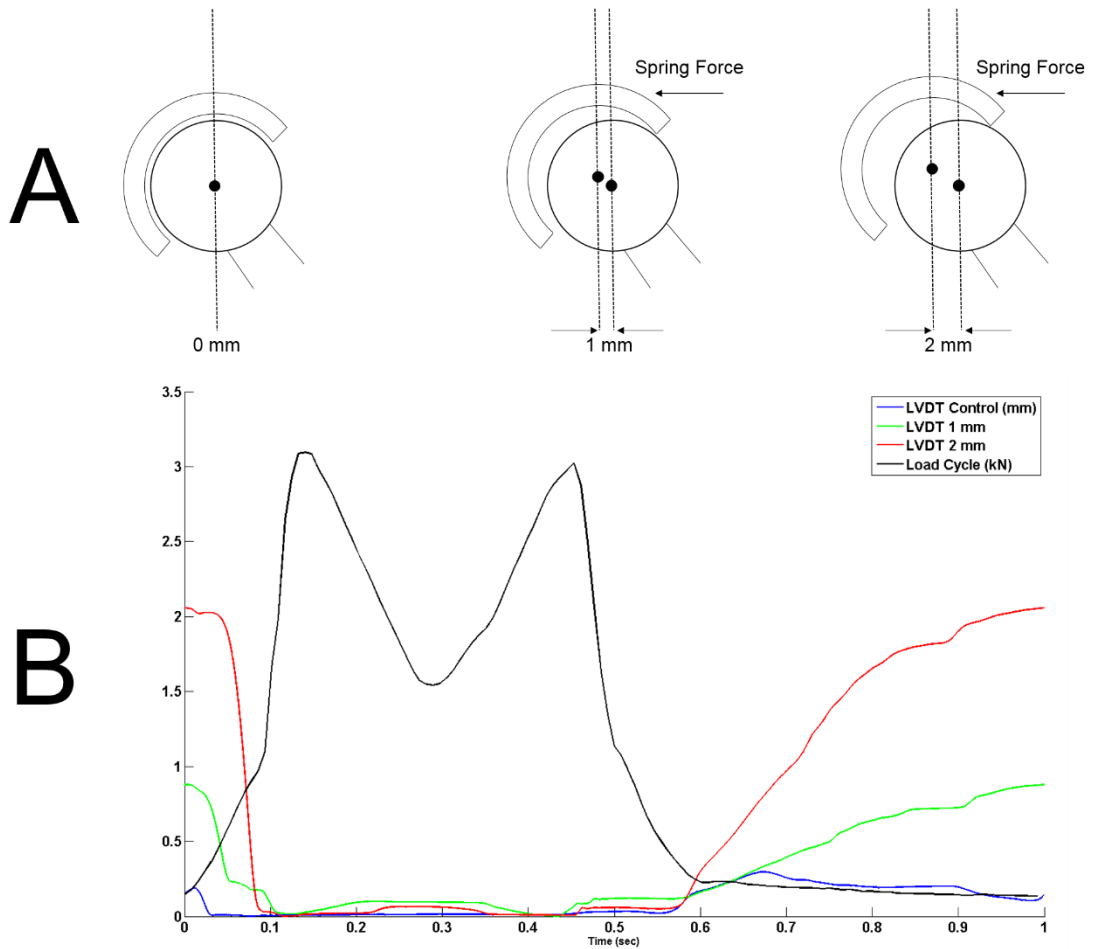 A
Spring Force
Spring Force
0 mm
1 mm
2 mm
B
3.5
3
2.5
2
1.5
1
0.5
0
LVDT Control (mm)
LVDT 1 mm
LVDT 2 mm
Load Cycle (kN)
0 0.1 0.2 0.3 0.4 0.5 0.6 0.7 0.8 0.9 1
Time (sec)